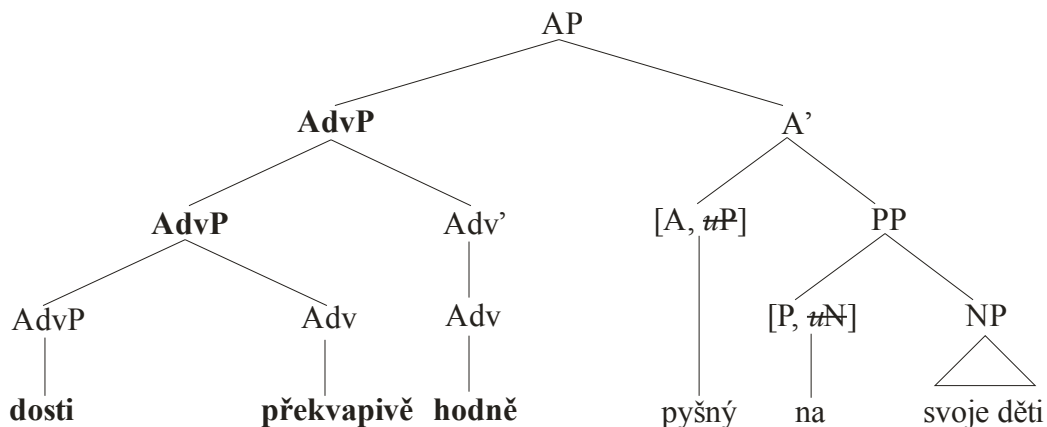 AP
AdvP A’
AdvP Adv’ [A, uP] PP
AdvP Adv Adv [P, uN] NP
dosti překvapivě hodně pyšný na svoje děti